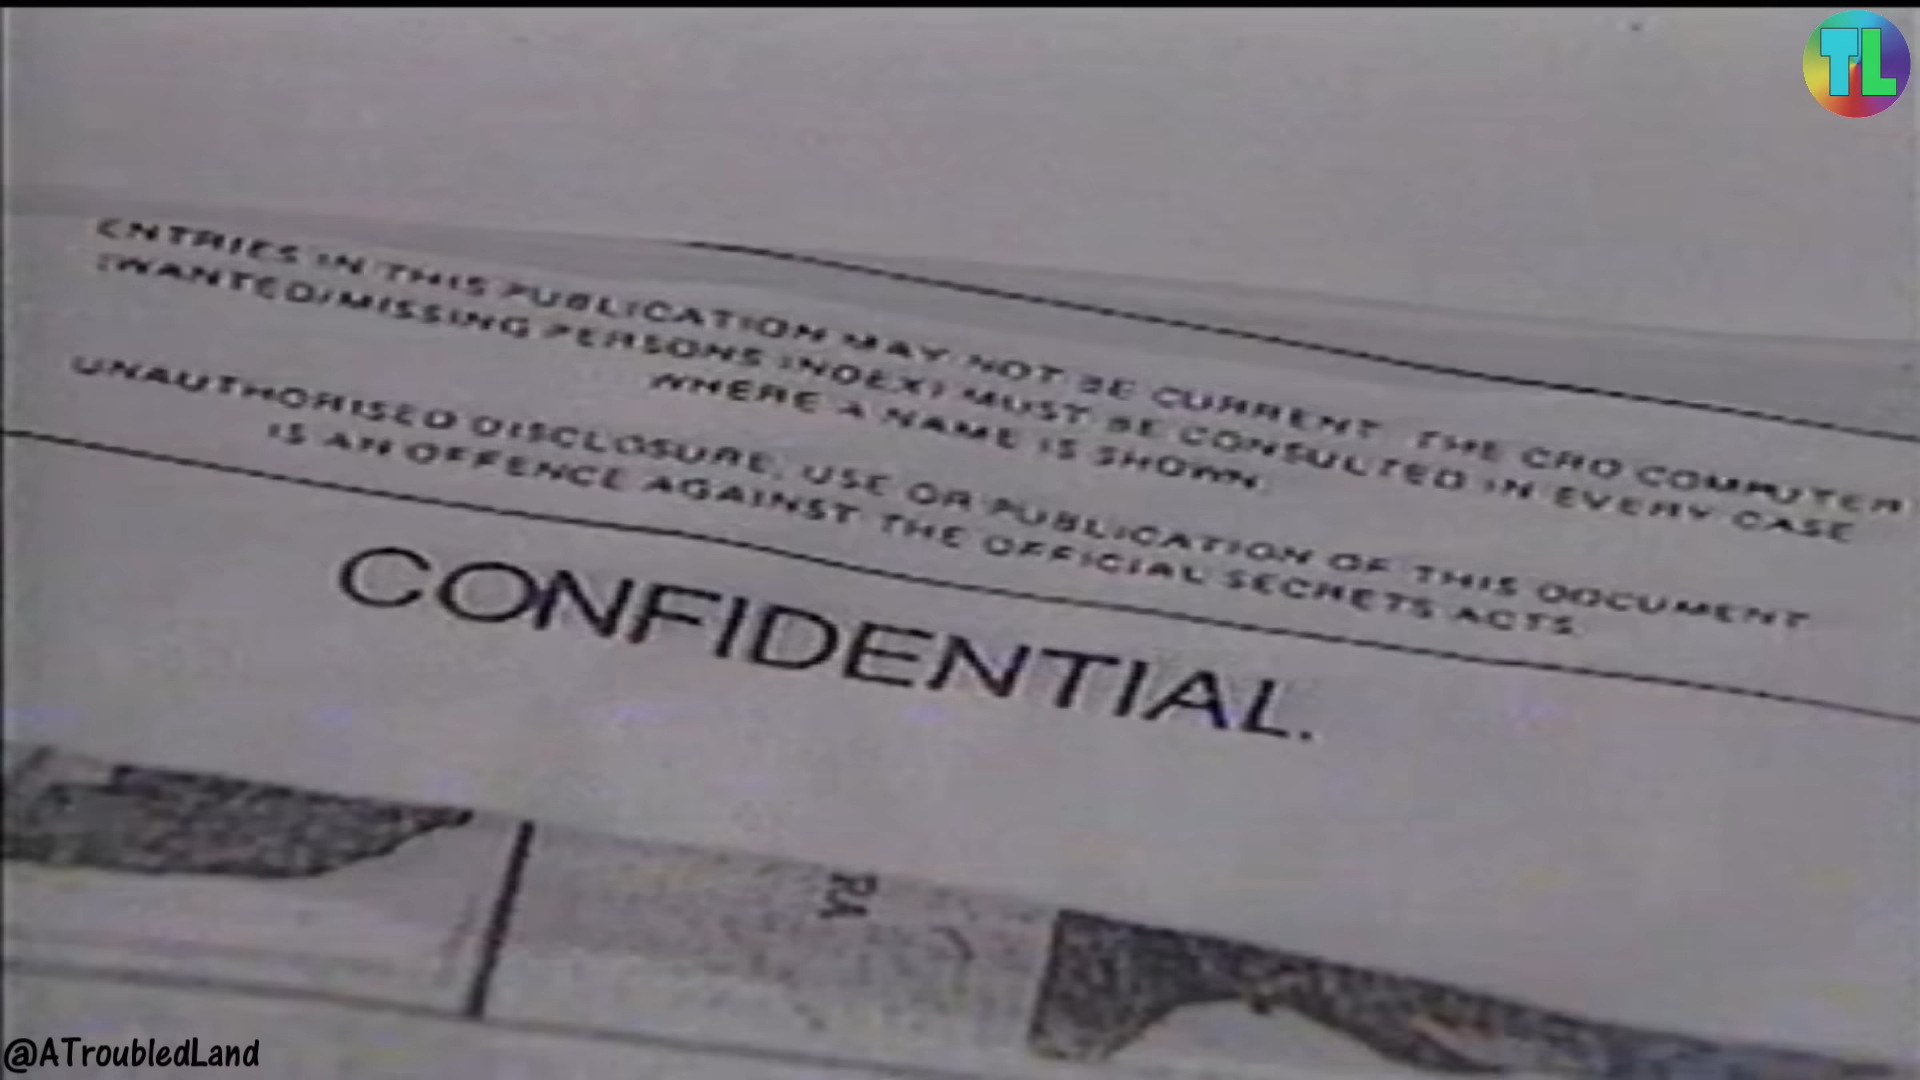 TL
ENTRIES IN THIS PUBLICATION MAY NOT BE CURRENT. THE CRO COMPUTER
(WANTED/MISSING PERSONS INDEX) MUST BE CONSULTED IN EVERY CASE
WHERE A NAME IS SHOWN.
UNAUTHORISED DISCLOSURE, USE OR PUBLICATION OF THIS DOCUMENT
IS AN OFFENCE AGAINST THE OFFICIAL SECRETS ACTS.
CONFIDENTIAL.
@ATroubledLand